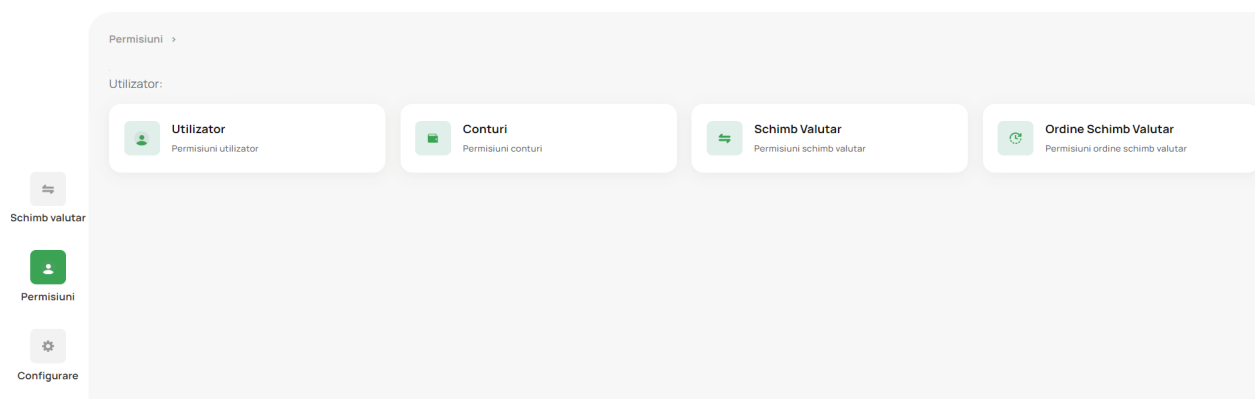 Permisiuni >
Utilizator:
Utilizator
Permisiuni utilizator
Conturi
Permisiuni conturi
Schimb Valutar
Permisiuni schimb valutar
Ordine Schimb Valutar
Permisiuni ordine schimb valutar
Schimb valutar
Permisiuni
Configurare